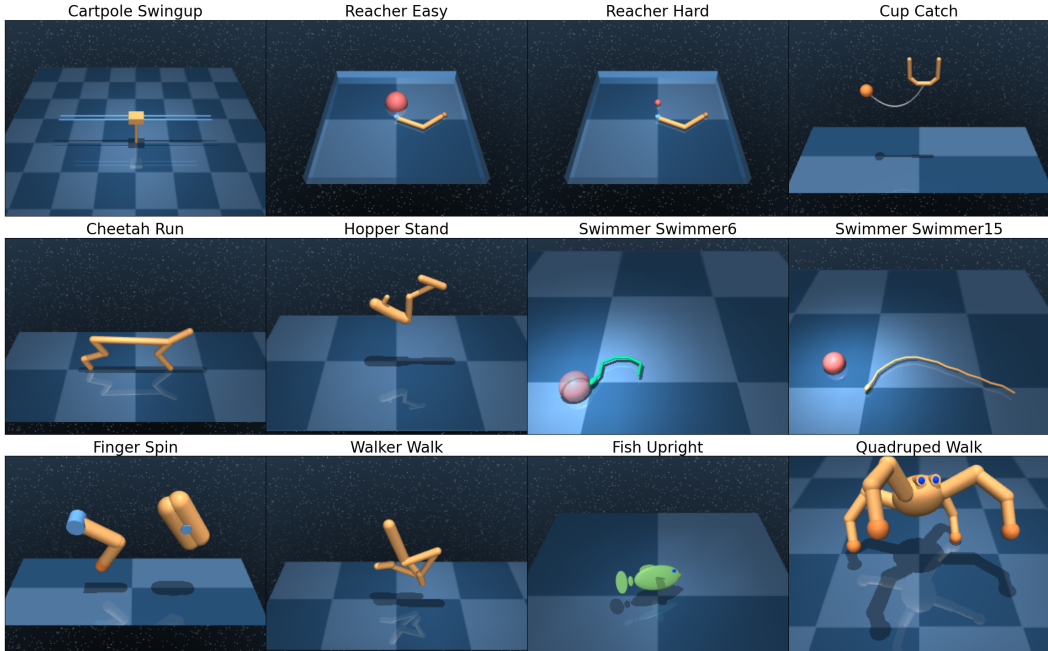 Cartpole Swingup
Reacher Easy
Reacher Hard
Cup Catch
Cheetah Run
Hopper Stand
Swimmer Swimmer6
Swimmer Swimmer15
Finger Spin
Walker Walk
Fish Upright
Quadruped Walk